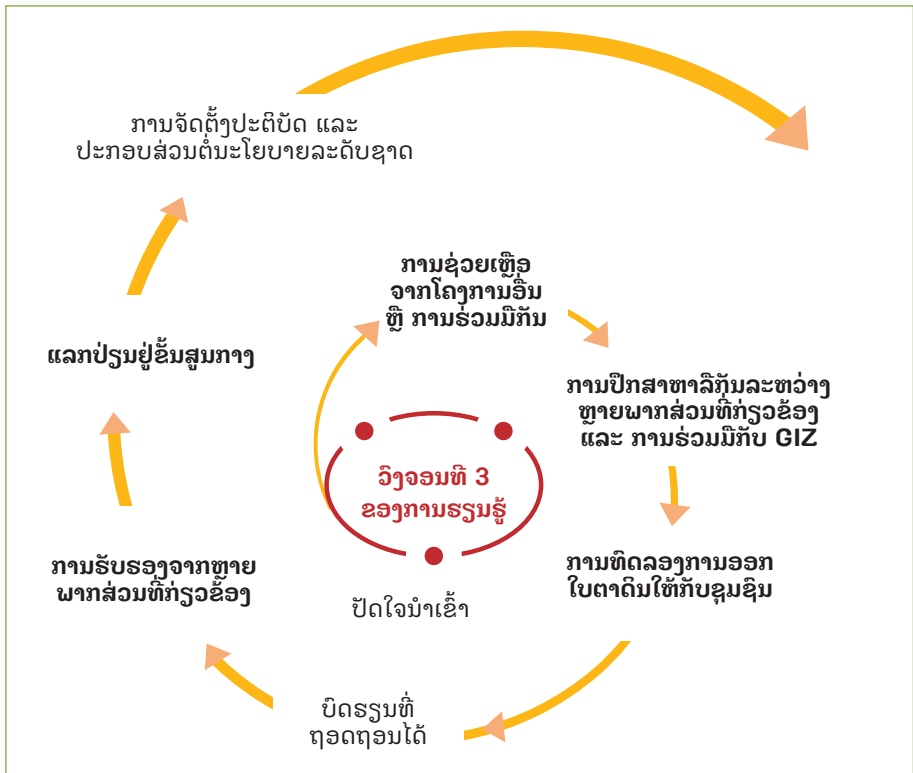 ການຈັດຕັ້ງປະຕິບັດ ແລະ
ປະກອບສ່ວນຕໍ່ນະໂຍບາຍລະດັບຊາດ
ການຊ່ວຍເຫຼືອ
ຈາກໂຄງການອື່ນ
ຫຼື ການຮ່ວມມືກັນ
ແລກປ່ຽນຢູ່ຂັ້ນສູນກາງ
ການປຶກສາຫາລືກັນລະຫວ່າງ
ຫຼາຍພາກສ່ວນທີ່ກ່ຽວຂ້ອງ
ແລະ ການຮ່ວມມືກັບ GIZ
ວົງຈອນທີ 3
ຂອງການຮຽນຮູ້
ການຮັບຮອງຈາກຫຼາຍ
ພາກສ່ວນທີ່ກ່ຽວຂ້ອງ
ການທົດລອງການອອກ
ໃບຕາດິນໃຫ້ກັບຊຸມຊົນ
ປັດໃຈນຳເຂົ້າ
ບົດຮຽນທີ່
ຖອດຖອນໄດ້